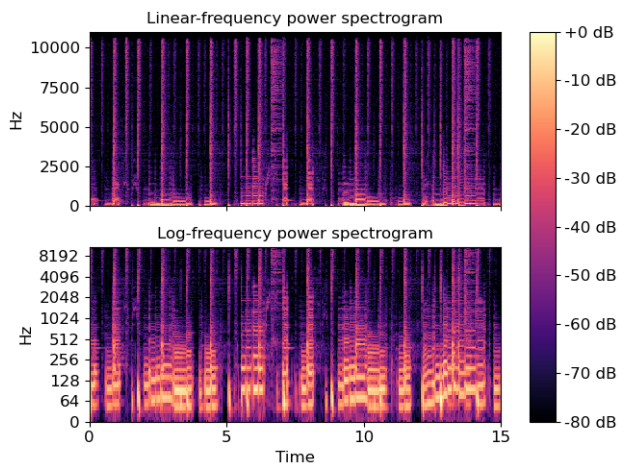 Linear-frequency power spectrogram
10000
7500
5000
2500
0
Hz
Log-frequency power spectrogram
8192
4096
2048
1024
512
256
128
64
0
Hz
0
5
10
15
Time
+0 dB
-10 dB
-20 dB
-30 dB
-40 dB
-50 dB
-60 dB
-70 dB
-80 dB